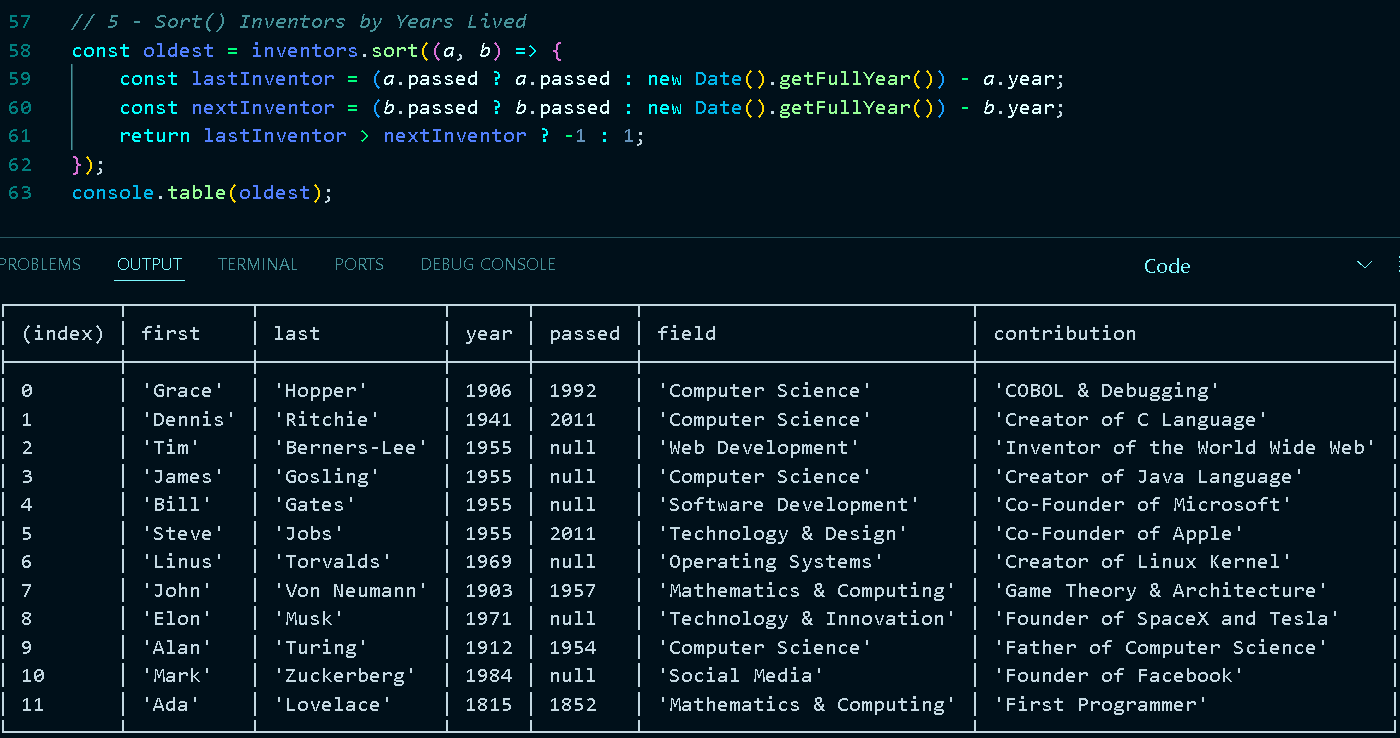 57 // 5 - Sort() Inventors by Years Lived
58 const oldest = inventors.sort((a, b) => {
59 const lastInventor = (a.passed ? a.passed : new Date().getFullYear()) - a.year;
60 const nextInventor = (b.passed ? b.passed : new Date().getFullYear()) - b.year;
61 return lastInventor > nextInventor ? -1 : 1;
62 });
63 console.table(oldest);
PROBLEMS OUTPUT TERMINAL PORTS DEBUG CONSOLE Code
(index) first last year passed field contribution
0 'Grace' 'Hopper' 1906 1992 'Computer Science' 'COBOL & Debugging'
1 'Dennis' 'Ritchie' 1941 2011 'Computer Science' 'Creator of C Language'
2 'Tim' 'Berners-Lee' 1955 null 'Web Development' 'Inventor of the World Wide Web'
3 'James' 'Gosling' 1955 null 'Computer Science' 'Creator of Java Language'
4 'Bill' 'Gates' 1955 null 'Software Development' 'Co-Founder of Microsoft'
5 'Steve' 'Jobs' 1955 2011 'Technology & Design' 'Co-Founder of Apple'
6 'Linus' 'Torvalds' 1969 null 'Operating Systems' 'Creator of Linux Kernel'
7 'John' 'Von Neumann' 1903 1957 'Mathematics & Computing' 'Game Theory & Architecture'
8 'Elon' 'Musk' 1971 null 'Technology & Innovation' 'Founder of SpaceX and Tesla'
9 'Alan' 'Turing' 1912 1954 'Computer Science' 'Father of Computer Science'
10 'Mark' 'Zuckerberg' 1984 null 'Social Media' 'Founder of Facebook'
11 'Ada' 'Lovelace' 1815 1852 'Mathematics & Computing' 'First Programmer'